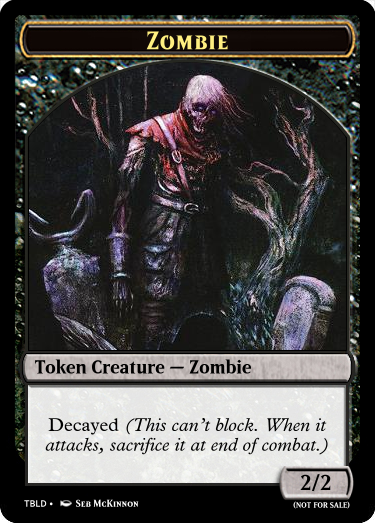 ZOMBIE
Token Creature — Zombie
Decayed (This can't block. When it
attacks, sacrifice it at end of combat.)
2/2
TBLD • SEB MCKINNON
(NOT FOR SALE)